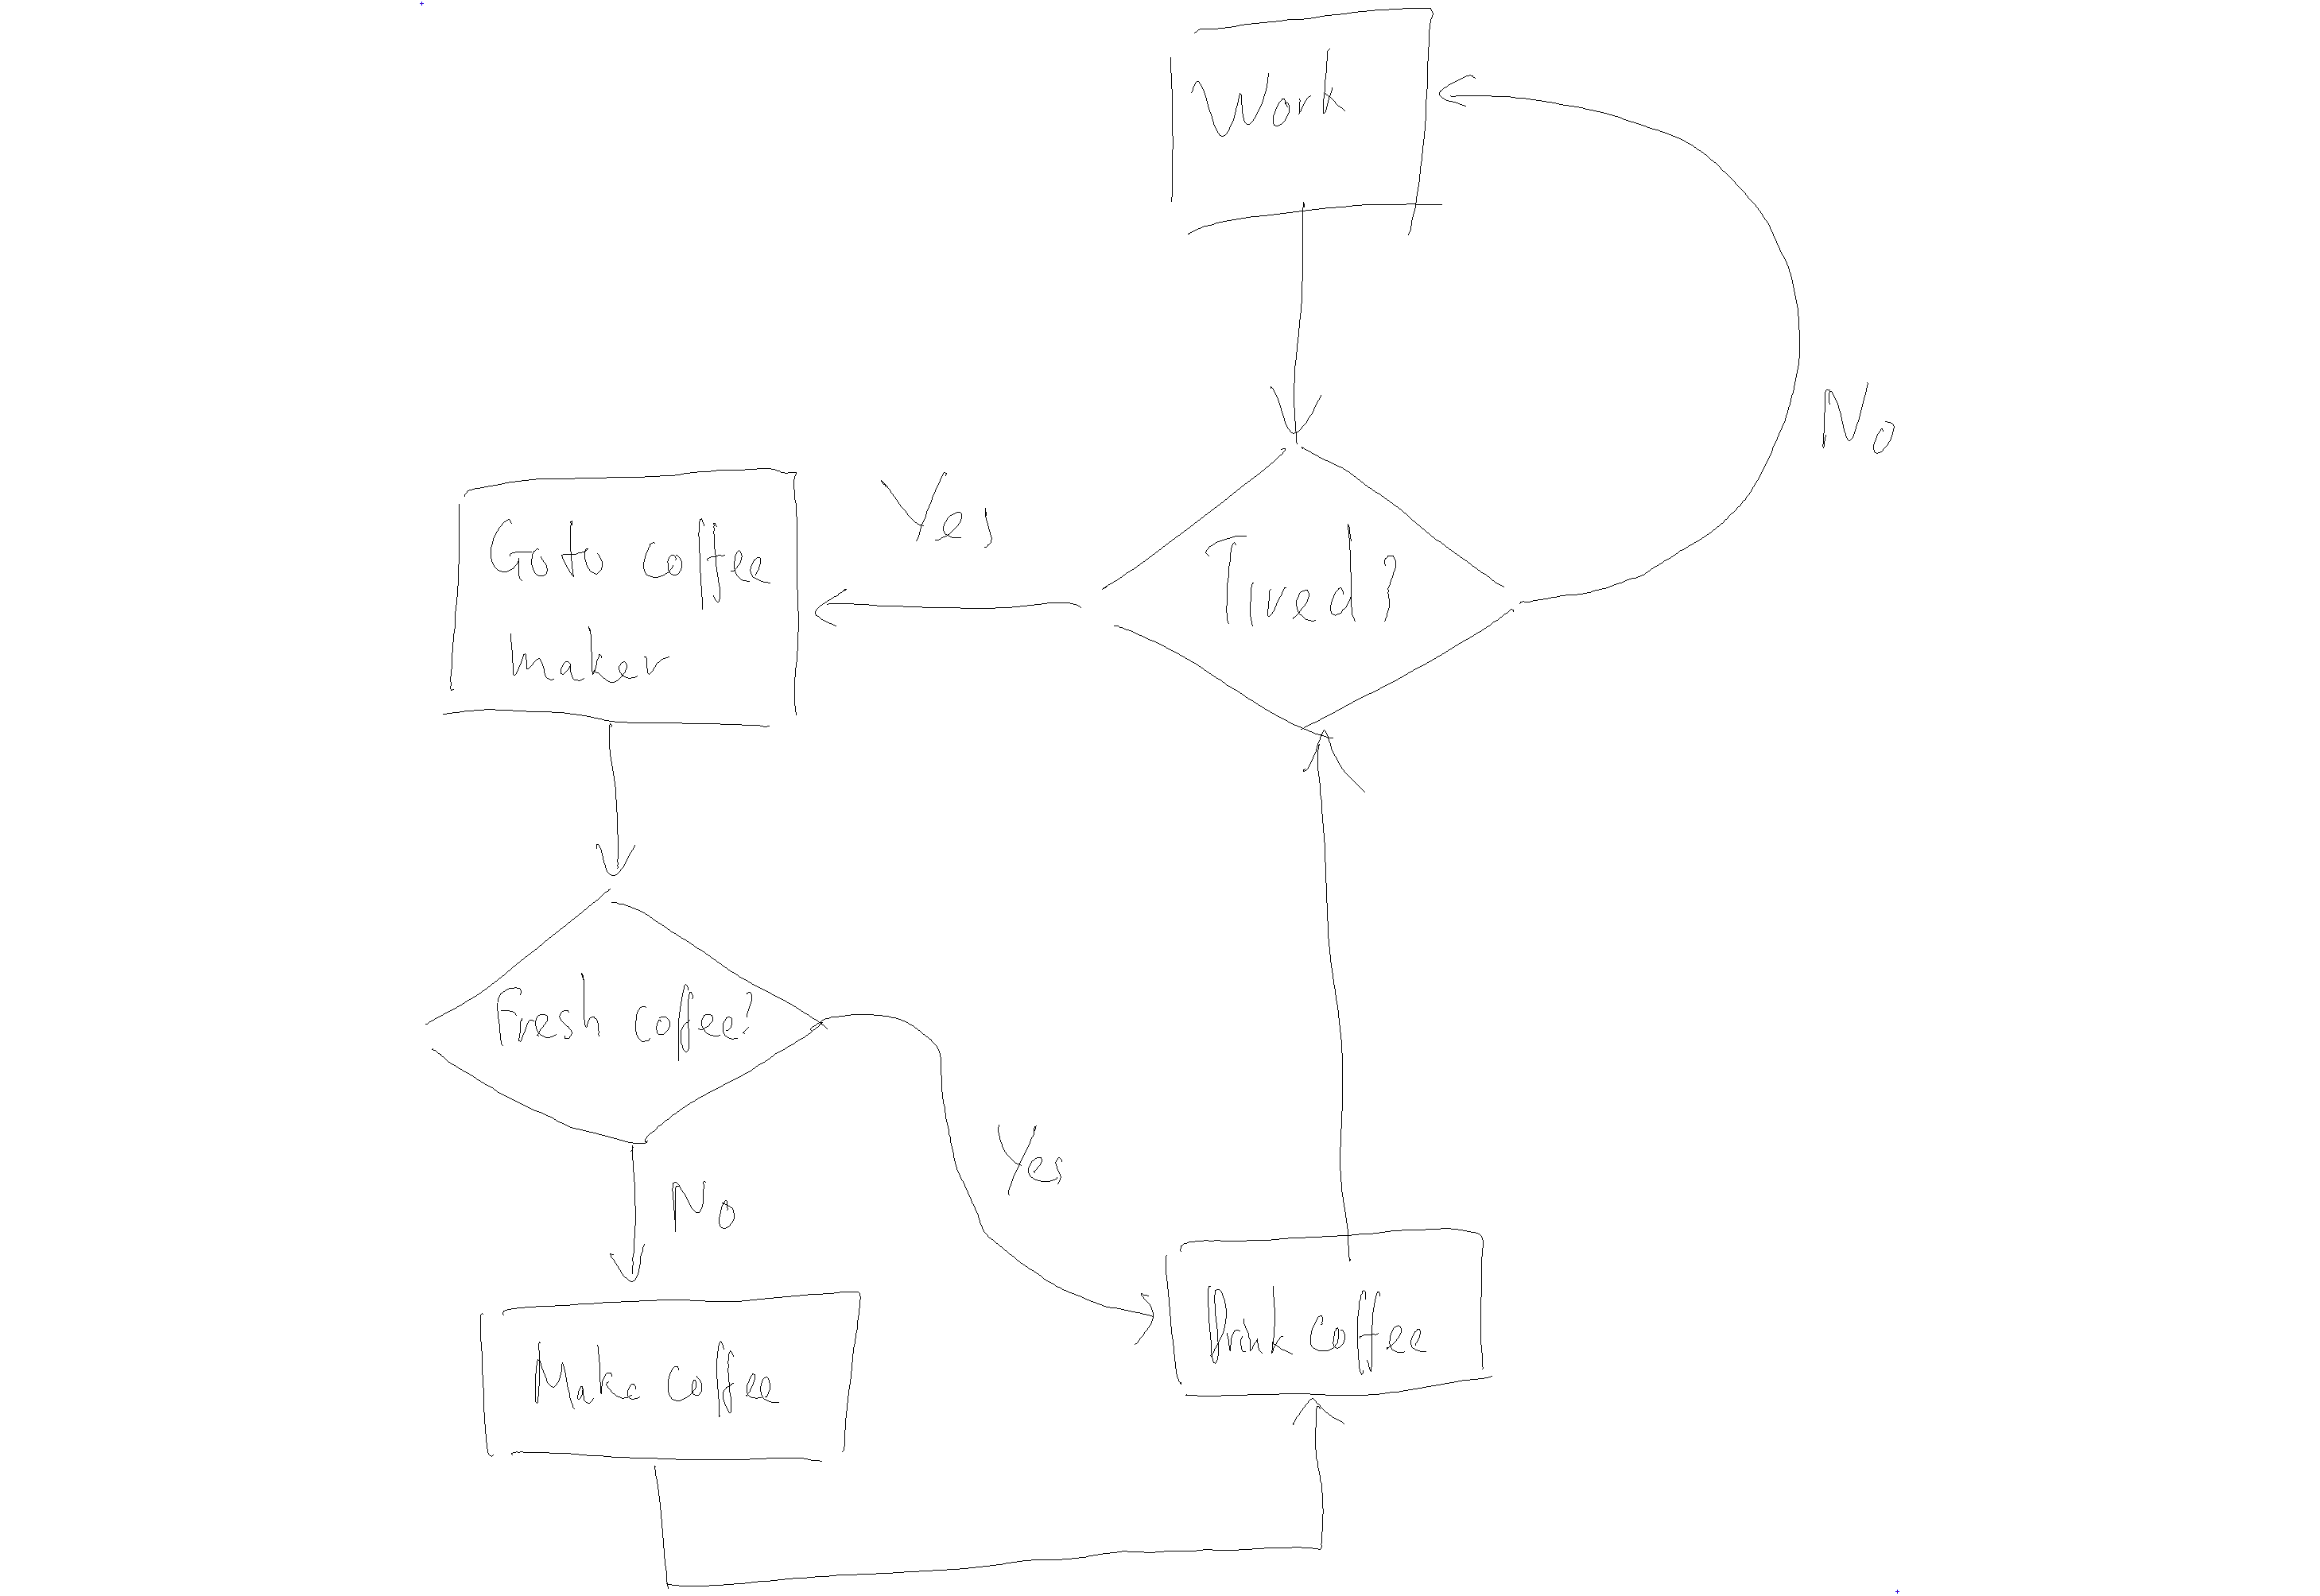 Work
No
Yes
Tired?
Goto coffee
maker
Fresh coffee?
Yes
No
Drink coffee
Make coffee